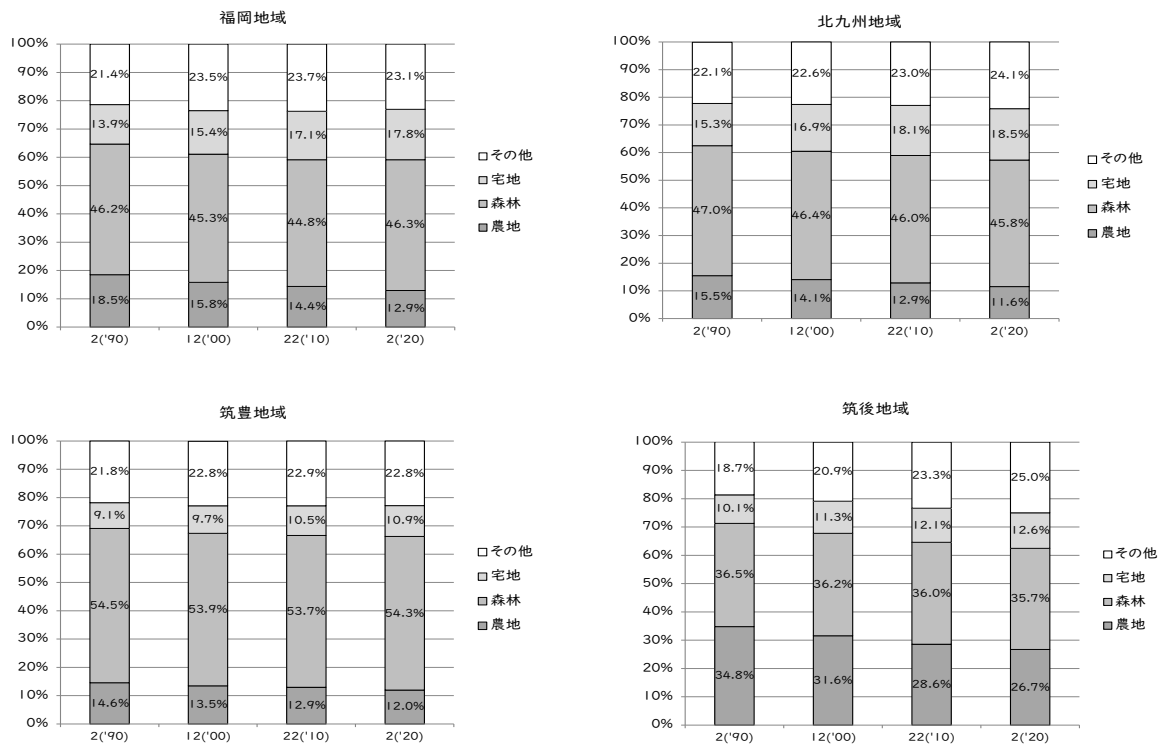 福岡地域
100%
90%
80%
70%
60%
50%
40%
30%
20%
10%
0%
21.4% 23.5% 23.7% 23.1%
13.9% 15.4% 17.1% 17.8%
46.2% 45.3% 44.8% 46.3%
18.5% 15.8% 14.4% 12.9%
2('90) 12('00) 22('10) 2('20)
その他
宅地
森林
農地
北九州地域
100%
90%
80%
70%
60%
50%
40%
30%
20%
10%
0%
22.1% 22.6% 23.0% 24.1%
15.3% 16.9% 18.1% 18.5%
47.0% 46.4% 46.0% 45.8%
15.5% 14.1% 12.9% 11.6%
2('90) 12('00) 22('10) 2('20)
その他
宅地
森林
農地
筑豊地域
100%
90%
80%
70%
60%
50%
40%
30%
20%
10%
0%
21.8% 22.8% 22.9% 22.8%
9.1% 9.7% 10.5% 10.9%
54.5% 53.9% 53.7% 54.3%
14.6% 13.5% 12.9% 12.0%
2('90) 12('00) 22('10) 2('20)
その他
宅地
森林
農地
筑後地域
100%
90%
80%
70%
60%
50%
40%
30%
20%
10%
0%
18.7% 20.9% 23.3% 25.0%
10.1% 11.3% 12.1% 12.6%
36.5% 36.2% 36.0% 35.7%
34.8% 31.6% 28.6% 26.7%
2('90) 12('00) 22('10) 2('20)
その他
宅地
森林
農地